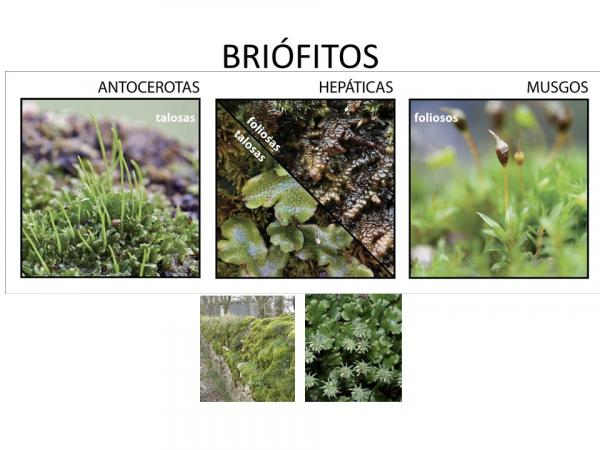 BRIÓFITOS
ANTOCEROTAS
HEPÁTICAS
MUSGOS
talosas
foliosas
talosas
foliosos